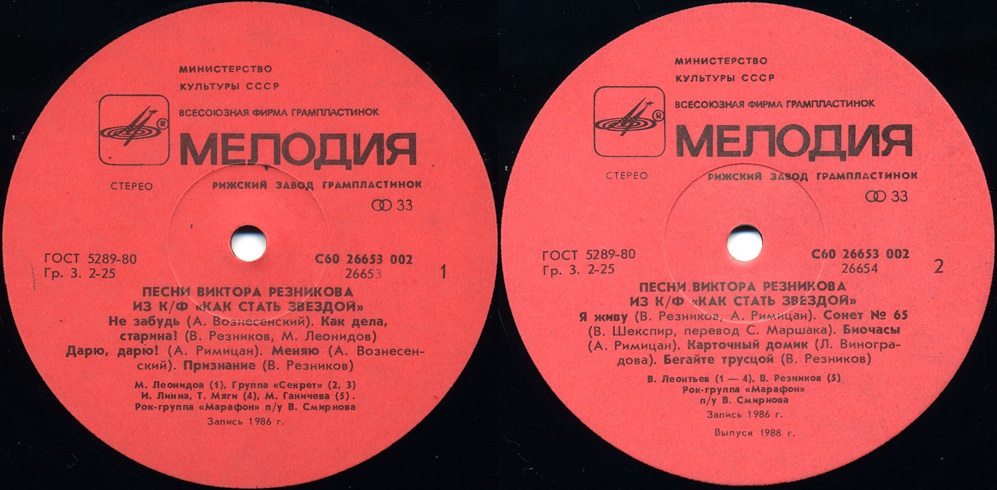 МИНИСТЕРСТВО
КУЛЬТУРЫ СССР
ВСЕСОЮЗНАЯ ФИРМА ГРАМПЛАСТИНОК
®
МЕЛОДИЯ
СТЕРЕО
РИЖСКИЙ ЗАВОД ГРАМПЛАСТИНОК
33
ГОСТ 5289-80
С60 26653 002
Гр. 3. 2-25
26653
1
ПЕСНИ ВИКТОРА РЕЗНИКОВА
ИЗ К/Ф «КАК СТАТЬ ЗВЕЗДОЙ»
Не забудь (А. Вознесенский). Как дела,
старина! (В. Резников, М. Леонидов)
Дарю, дарю! (А. Римицан). Меняю (А. Вознесен-
ский). Признание (В. Резников)
М. Леонидов (1), Группа «Секрет» (2, 3)
И. Линна, Т. Мяги (4), М. Ганичева (5).
Рок-группа «Марафон» п/у В. Смирнова
Запись 1986 г.
МИНИСТЕРСТВО
КУЛЬТУРЫ СССР
ВСЕСОЮЗНАЯ ФИРМА ГРАМПЛАСТИНОК
®
МЕЛОДИЯ
СТЕРЕО
РИЖСКИЙ ЗАВОД ГРАМПЛАСТИНОК
33
ГОСТ 5289-80
С60 26653 002
Гр. 3. 2-25
26654
2
ПЕСНИ ВИКТОРА РЕЗНИКОВА
ИЗ К/Ф «КАК СТАТЬ ЗВЕЗДОЙ»
Я живу (В. Резников, А. Римицан). Сонет № 65
(В. Шекспир, перевод С. Маршака). Биочасы
(А. Римицан). Карточный домик (Л. Виногра-
дова). Бегайте трусцой (В. Резников)
В. Леонтьев (1 — 4), В. Резников (5)
Рок-группа «Марафон»
п/у В. Смирнова
Запись 1986 г.
Выпуск 1988 г.